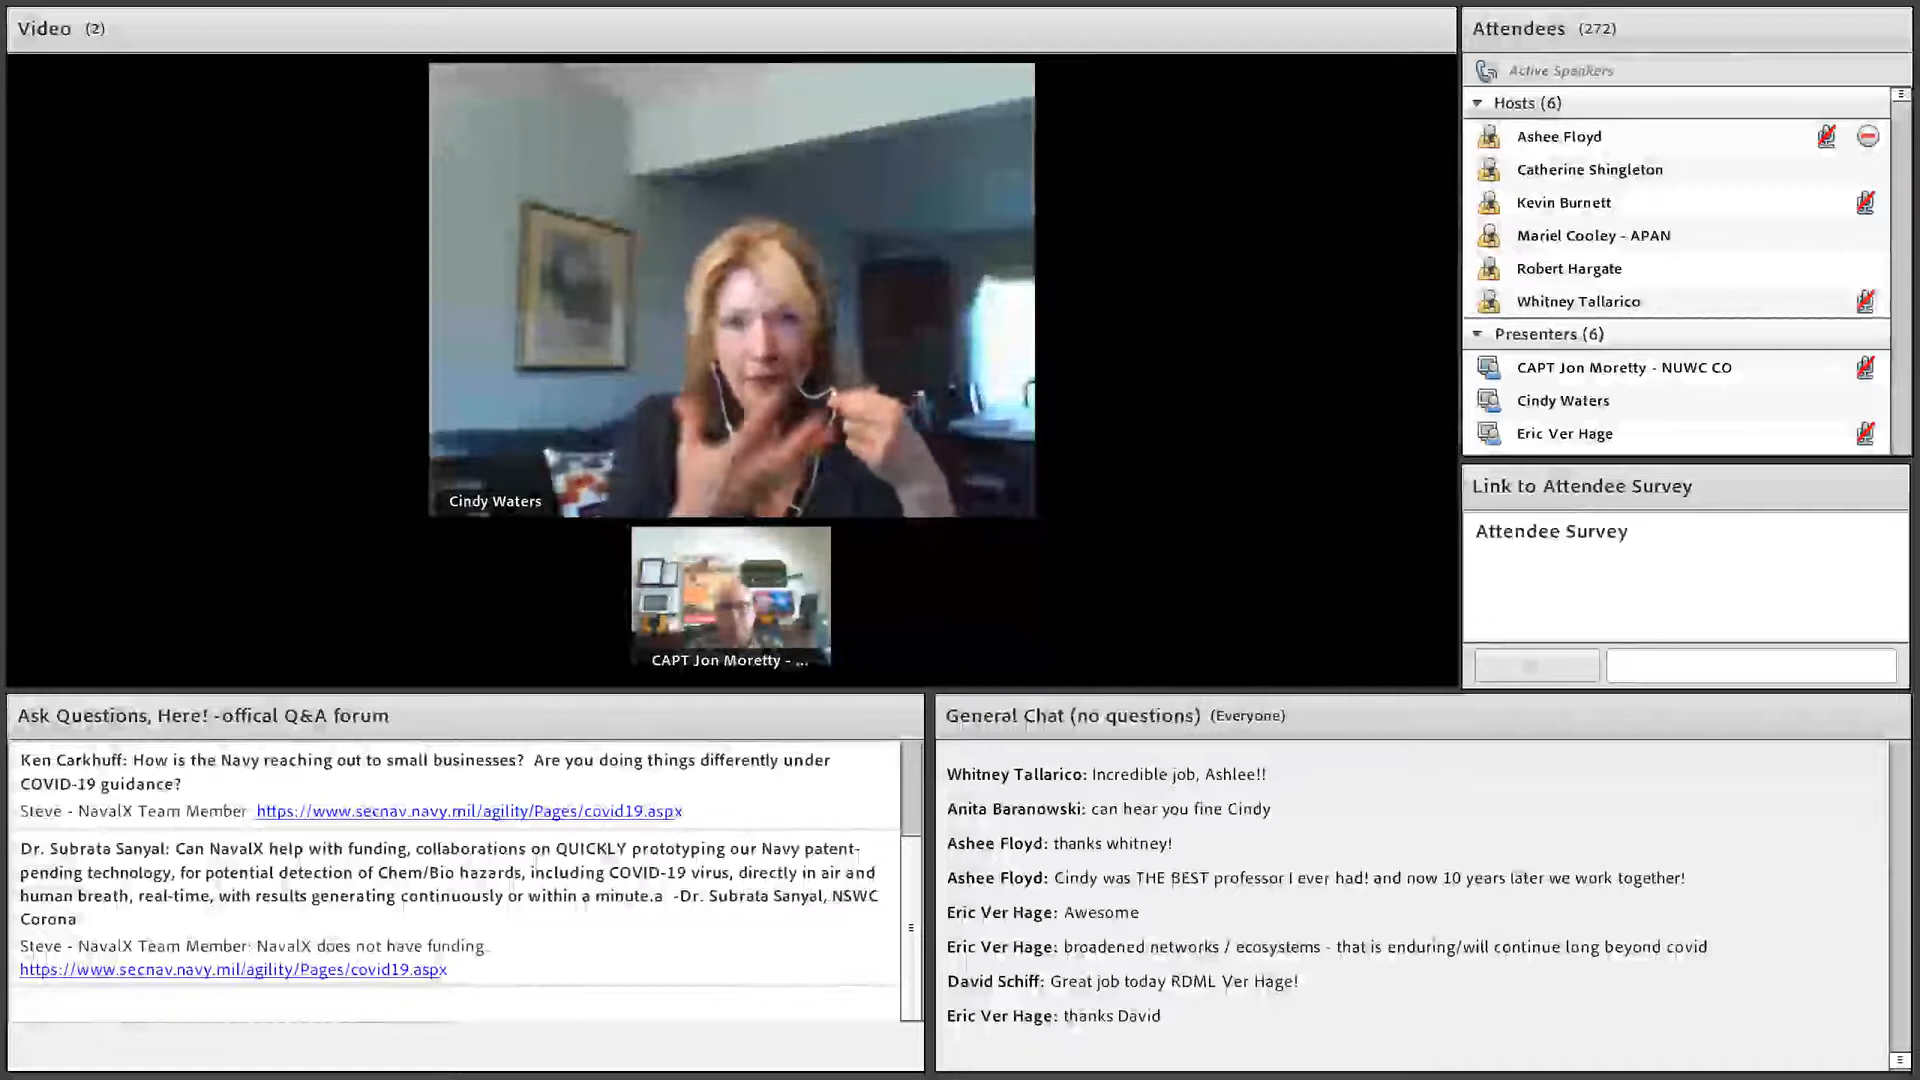 Video (2)
Cindy Waters
CAPT Jon Moretty - ...
Attendees (272)
Active Speakers
Hosts (6)
Ashee Floyd
Catherine Shingleton
Kevin Burnett
Mariel Cooley - APAN
Robert Hargate
Whitney Tallarico
Presenters (6)
CAPT Jon Moretty - NUWC CO
Cindy Waters
Eric Ver Hage
Link to Attendee Survey
Attendee Survey
Ask Questions, Here! -offical Q&A forum
Ken Carkhuff: How is the Navy reaching out to small businesses? Are you doing things differently under
COVID-19 guidance?
Steve - NavalX Team Member https://www.secnav.navy.mil/agility/Pages/covid19.aspx
Dr. Subrata Sanyal: Can NavalX help with funding, collaborations on QUICKLY prototyping our Navy patent-
pending technology, for potential detection of Chem/Bio hazards, including COVID-19 virus, directly in air and
human breath, real-time, with results generating continuously or within a minute.a -Dr. Subrata Sanyal, NSWC
Corona
Steve - NavalX Team Member: NavalX does not have funding.
https://www.secnav.navy.mil/agility/Pages/covid19.aspx
General Chat (no questions) (Everyone)
Whitney Tallarico: Incredible job, Ashlee!!
Anita Baranowski: can hear you fine Cindy
Ashee Floyd: thanks whitney!
Ashee Floyd: Cindy was THE BEST professor I ever had! and now 10 years later we work together!
Eric Ver Hage: Awesome
Eric Ver Hage: broadened networks / ecosystems - that is enduring/will continue long beyond covid
David Schiff: Great job today RDML Ver Hage!
Eric Ver Hage: thanks David